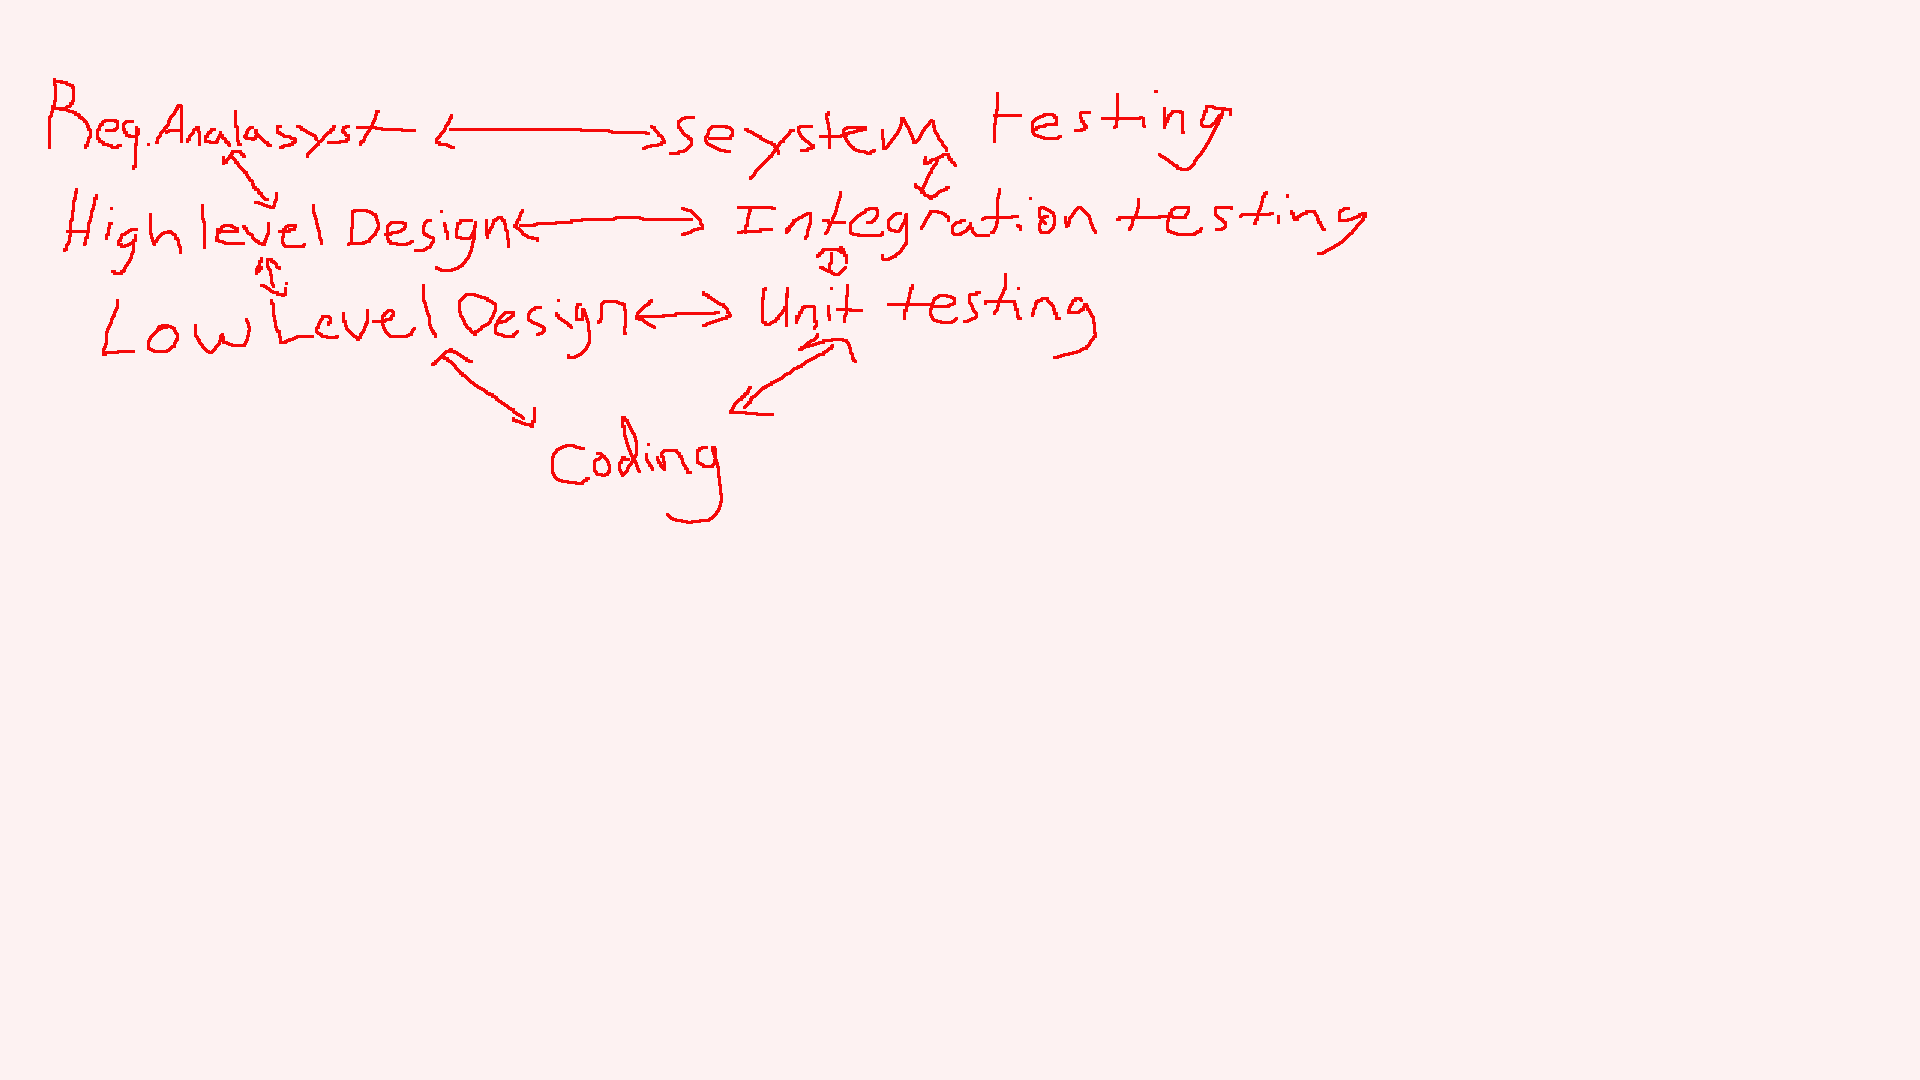 Req. Analasyst seystem testing
High level Design Integration testing
Low Level Design Unit testing
Coding